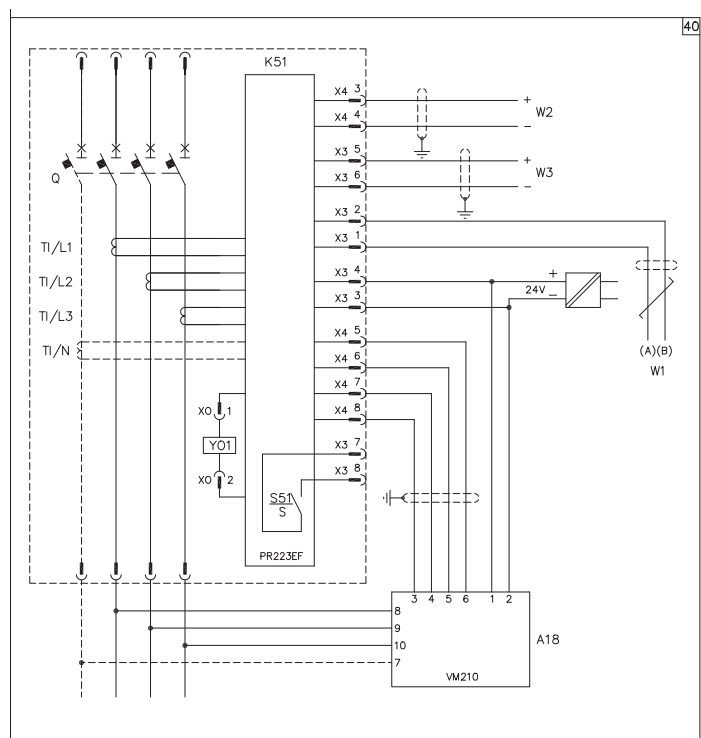 40
K51
X4 3
+
W2
X4 4
–
X3 5
+
W3
X3 6
–
Q
X3 2
X3 1
TI/L1
X3 4
+
24V
–
TI/L2
X3 3
TI/L3
X4 5
TI/N
(A)(B)
X4 6
W1
X4 7
XO 1
X4 8
YO1
X3 7
XO 2
X3 8
S51
S
PR223EF
3 4 5 6 1 2
8
9
10
A18
7
VM210